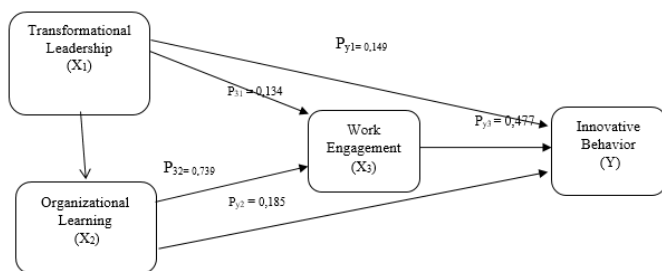 Transformational
Leadership
(X1)
Py1= 0,149
P31 = 0,134
Work
Engagement
(X3)
Py3 = 0,477
Innovative
Behavior
(Y)
P32= 0,739
Organizational
Learning
(X2)
Py2 = 0,185